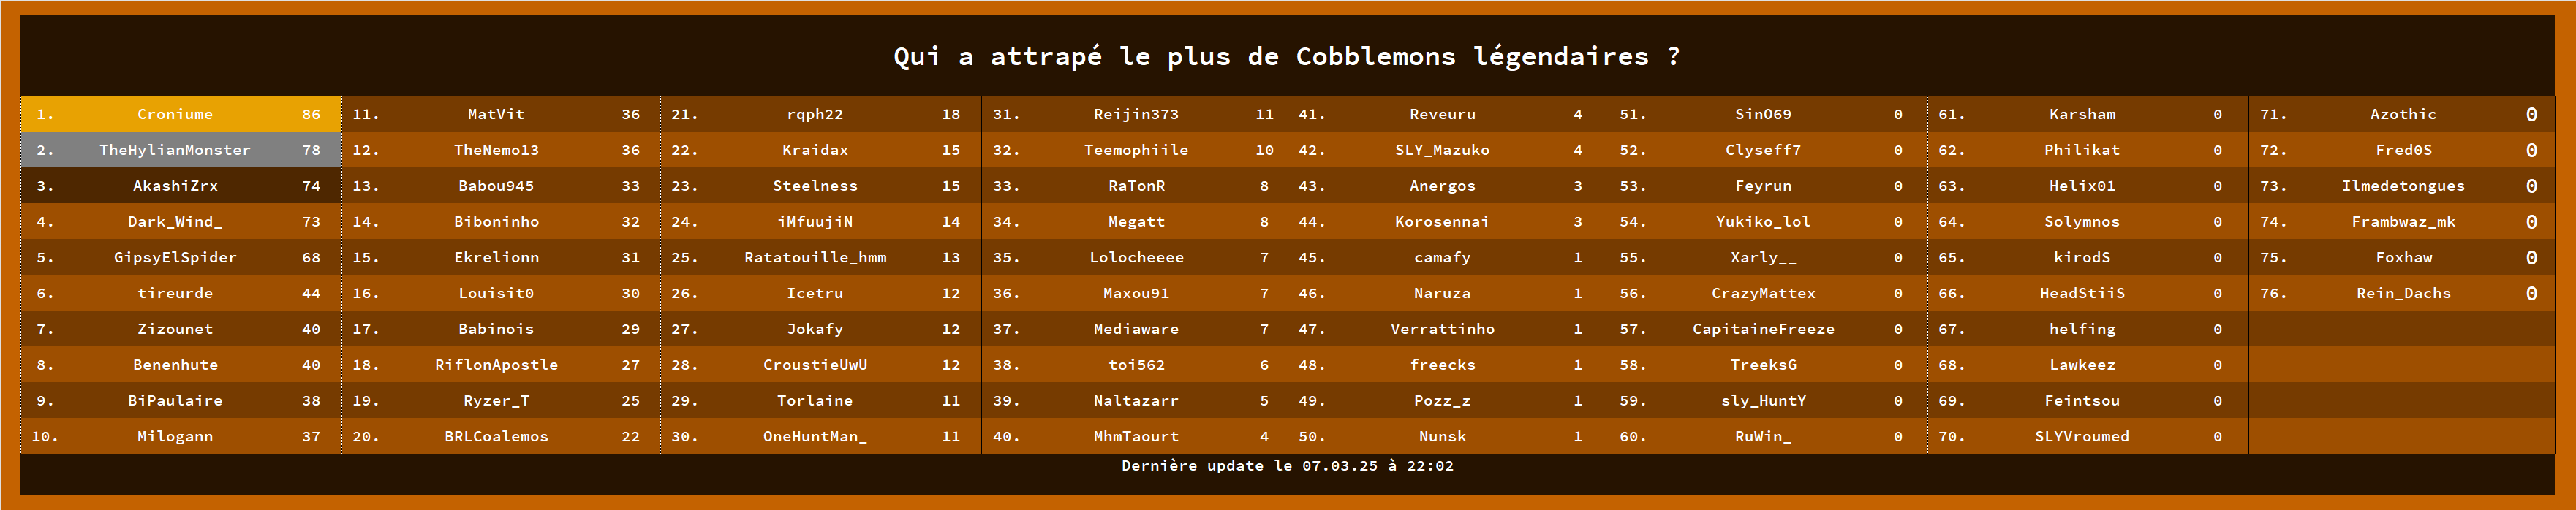 Qui a attrapé le plus de Cobblemons légendaires ?
1. Croniume 86
2. TheHylianMonster 78
3. AkashiZrx 74
4. Dark_Wind_ 73
5. GipsyElSpider 68
6. tireurde 44
7. Zizounet 40
8. Benenhute 40
9. BiPaulaire 38
10. Milogann 37
11. MatVit 36
12. TheNemo13 36
13. Babou945 33
14. Biboninho 32
15. Ekrelionn 31
16. Louisit0 30
17. Babinois 29
18. RiflonApostle 27
19. Ryzer_T 25
20. BRLCoalemos 22
21. rqph22 18
22. Kraidax 15
23. Steelness 15
24. iMfuujiN 14
25. Ratatouille_hmm 13
26. Icetru 12
27. Jokafy 12
28. CroustieUwU 12
29. Torlaine 11
30. OneHuntMan_ 11
31. Reijin373 11
32. Teemophiile 10
33. RaTonR 8
34. Megatt 8
35. Lolocheeee 7
36. Maxou91 7
37. Mediaware 7
38. toi562 6
39. Naltazarr 5
40. MhmTaourt 4
41. Reveuru 4
42. SLY_Mazuko 4
43. Anergos 3
44. Korosennai 3
45. camafy 1
46. Naruza 1
47. Verrattinho 1
48. freecks 1
49. Pozz_z 1
50. Nunsk 1
51. SinO69 0
52. Clyseff7 0
53. Feyrun 0
54. Yukiko_lol 0
55. Xarly__ 0
56. CrazyMattex 0
57. CapitaineFreeze 0
58. TreeksG 0
59. sly_HuntY 0
60. RuWin_ 0
61. Karsham 0
62. Philikat 0
63. Helix01 0
64. Solymnos 0
65. kirodS 0
66. HeadStiiS 0
67. helfing 0
68. Lawkeez 0
69. Feintsou 0
70. SLYVroumed 0
71. Azothic 0
72. Fred0S 0
73. Ilmedetongues 0
74. Frambwaz_mk 0
75. Foxhaw 0
76. Rein_Dachs 0
Dernière update le 07.03.25 à 22:02